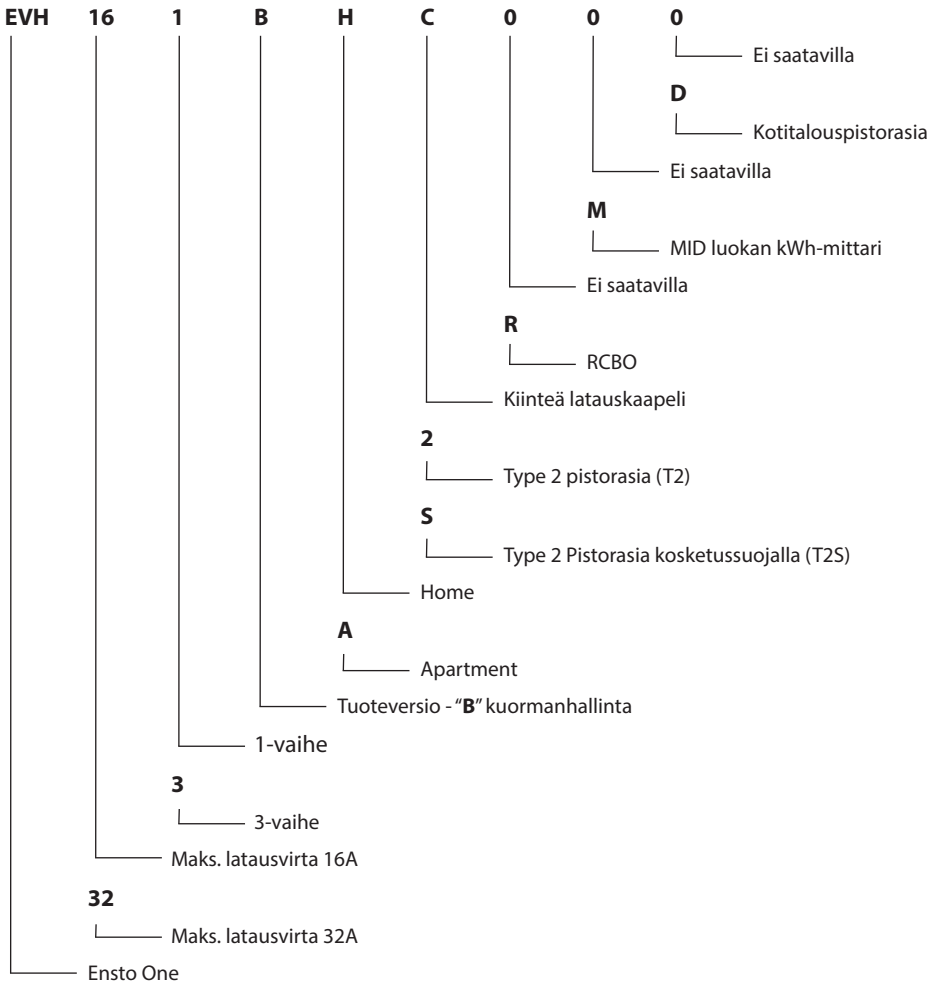 EVH 16 1 B H C 0 0 0
Ei saatavilla
D
Kotitalouspistorasia
Ei saatavilla
M
MID luokan kWh-mittari
Ei saatavilla
R
RCBO
Kiinteä latauskaapeli
2
Type 2 pistorasia (T2)
S
Type 2 Pistorasia kosketussuojalla (T2S)
Home
A
Apartment
Tuoteversio - “B” kuormanhallinta
1-vaihe
3
3-vaihe
Maks. latausvirta 16A
32
Maks. latausvirta 32A
Ensto One